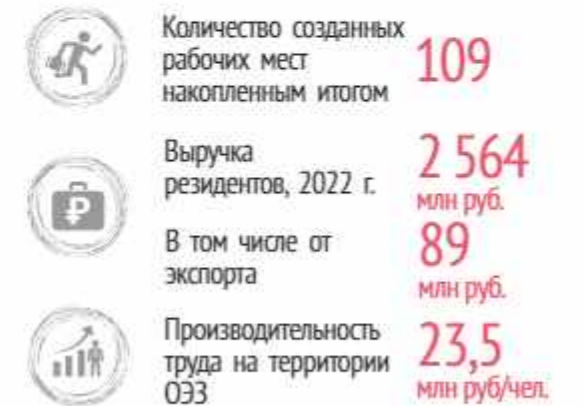 Количество созданных
рабочих мест
накопленным итогом
109
Выручка
резидентов, 2022 г.
2 564
млн руб.
В том числе от
экспорта
89
млн руб.
Производительность
труда на территории
ОЭЗ
23,5
млн руб/чел.